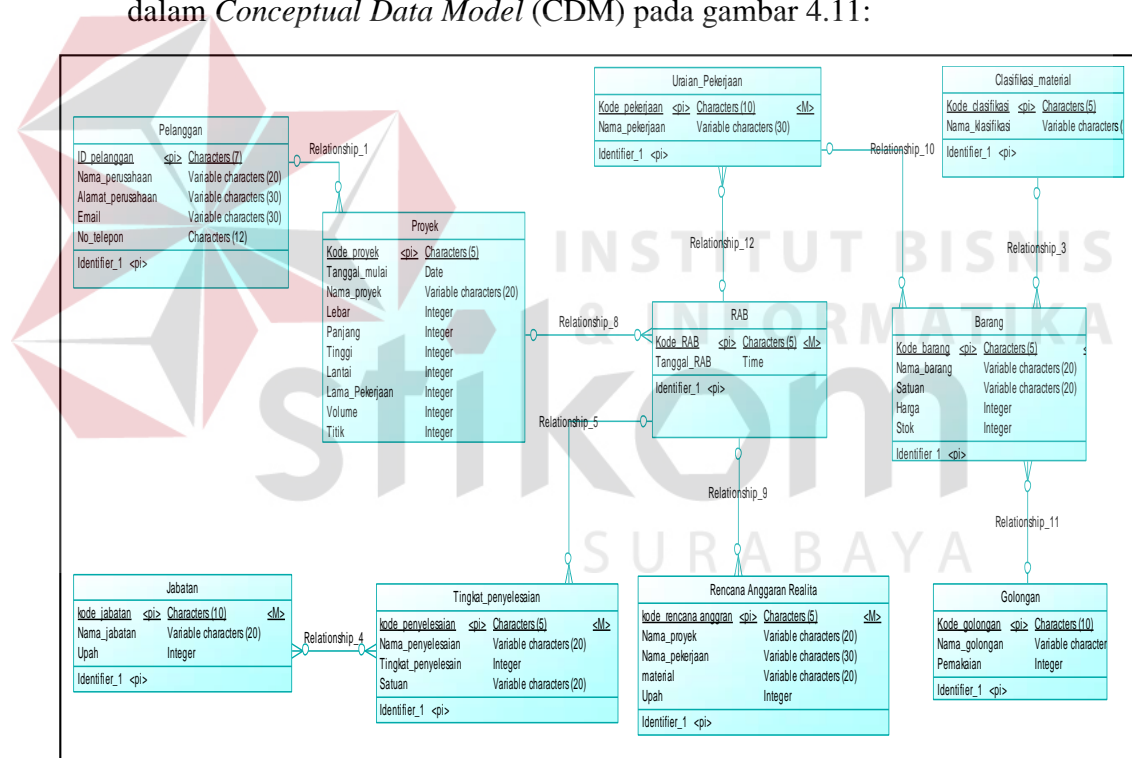 dalam Conceptual Data Model (CDM) pada gambar 4.11:
Pelanggan
ID_pelanggan <pi> Characters (7)
Nama_perusahaan Variable characters (20)
Alamat_perusahaan Variable characters (30)
Email Variable characters (30)
No_telepon Characters (12)
Identifier_1 <pi>
Relationship_1
Proyek
Kode_proyek <pi> Characters (5)
Tanggal_mulai Date
Nama_proyek Variable characters (20)
Lebar Integer
Panjang Integer
Tinggi Integer
Lantai Integer
Lama_Pekerjaan Integer
Volume Integer
Titik Integer
Uraian_Pekerjaan
Kode_pekerjaan <pi> Characters (10) <M>
Nama_pekerjaan Variable characters (30)
Identifier_1 <pi>
Relationship_10
Clasifikasi_material
Kode_clasifikasi <pi> Characters (5)
Nama_klasifikasi Variable characters (
Identifier_1 <pi>
Relationship_12
Relationship_3
Relationship_8
RAB
Kode_RAB <pi> Characters (5) <M>
Tanggal_RAB Time
Identifier_1 <pi>
Barang
Kode_barang <pi> Characters (5) <
Nama_barang Variable characters (20)
Satuan Variable characters (20)
Harga Integer
Stok Integer
Identifier_1 <pi>
Relationship_5
Relationship_9
Relationship_11
Jabatan
kode_jabatan <pi> Characters (10) <M>
Nama_jabatan Variable characters (20)
Upah Integer
Identifier_1 <pi>
Relationship_4
Tingkat_penyelesaian
kode_penyelesaian <pi> Characters (5) <M>
Nama_penyelesaian Variable characters (20)
Tingkat_penyelesain Integer
Satuan Variable characters (20)
Identifier_1 <pi>
Rencana Anggaran Realita
kode_rencana anggran <pi> Characters (5) <M>
Nama_proyek Variable characters (20)
Nama_pekerjaan Variable characters (30)
material Variable characters (20)
Upah Integer
Identifier_1 <pi>
Golongan
Kode_golongan <pi> Characters (10)
Nama_golongan Variable character
Pemakaian Integer
Identifier_1 <pi>
INSTITUT BISNIS
& INFORMATIKA
stikom
SURABAYA